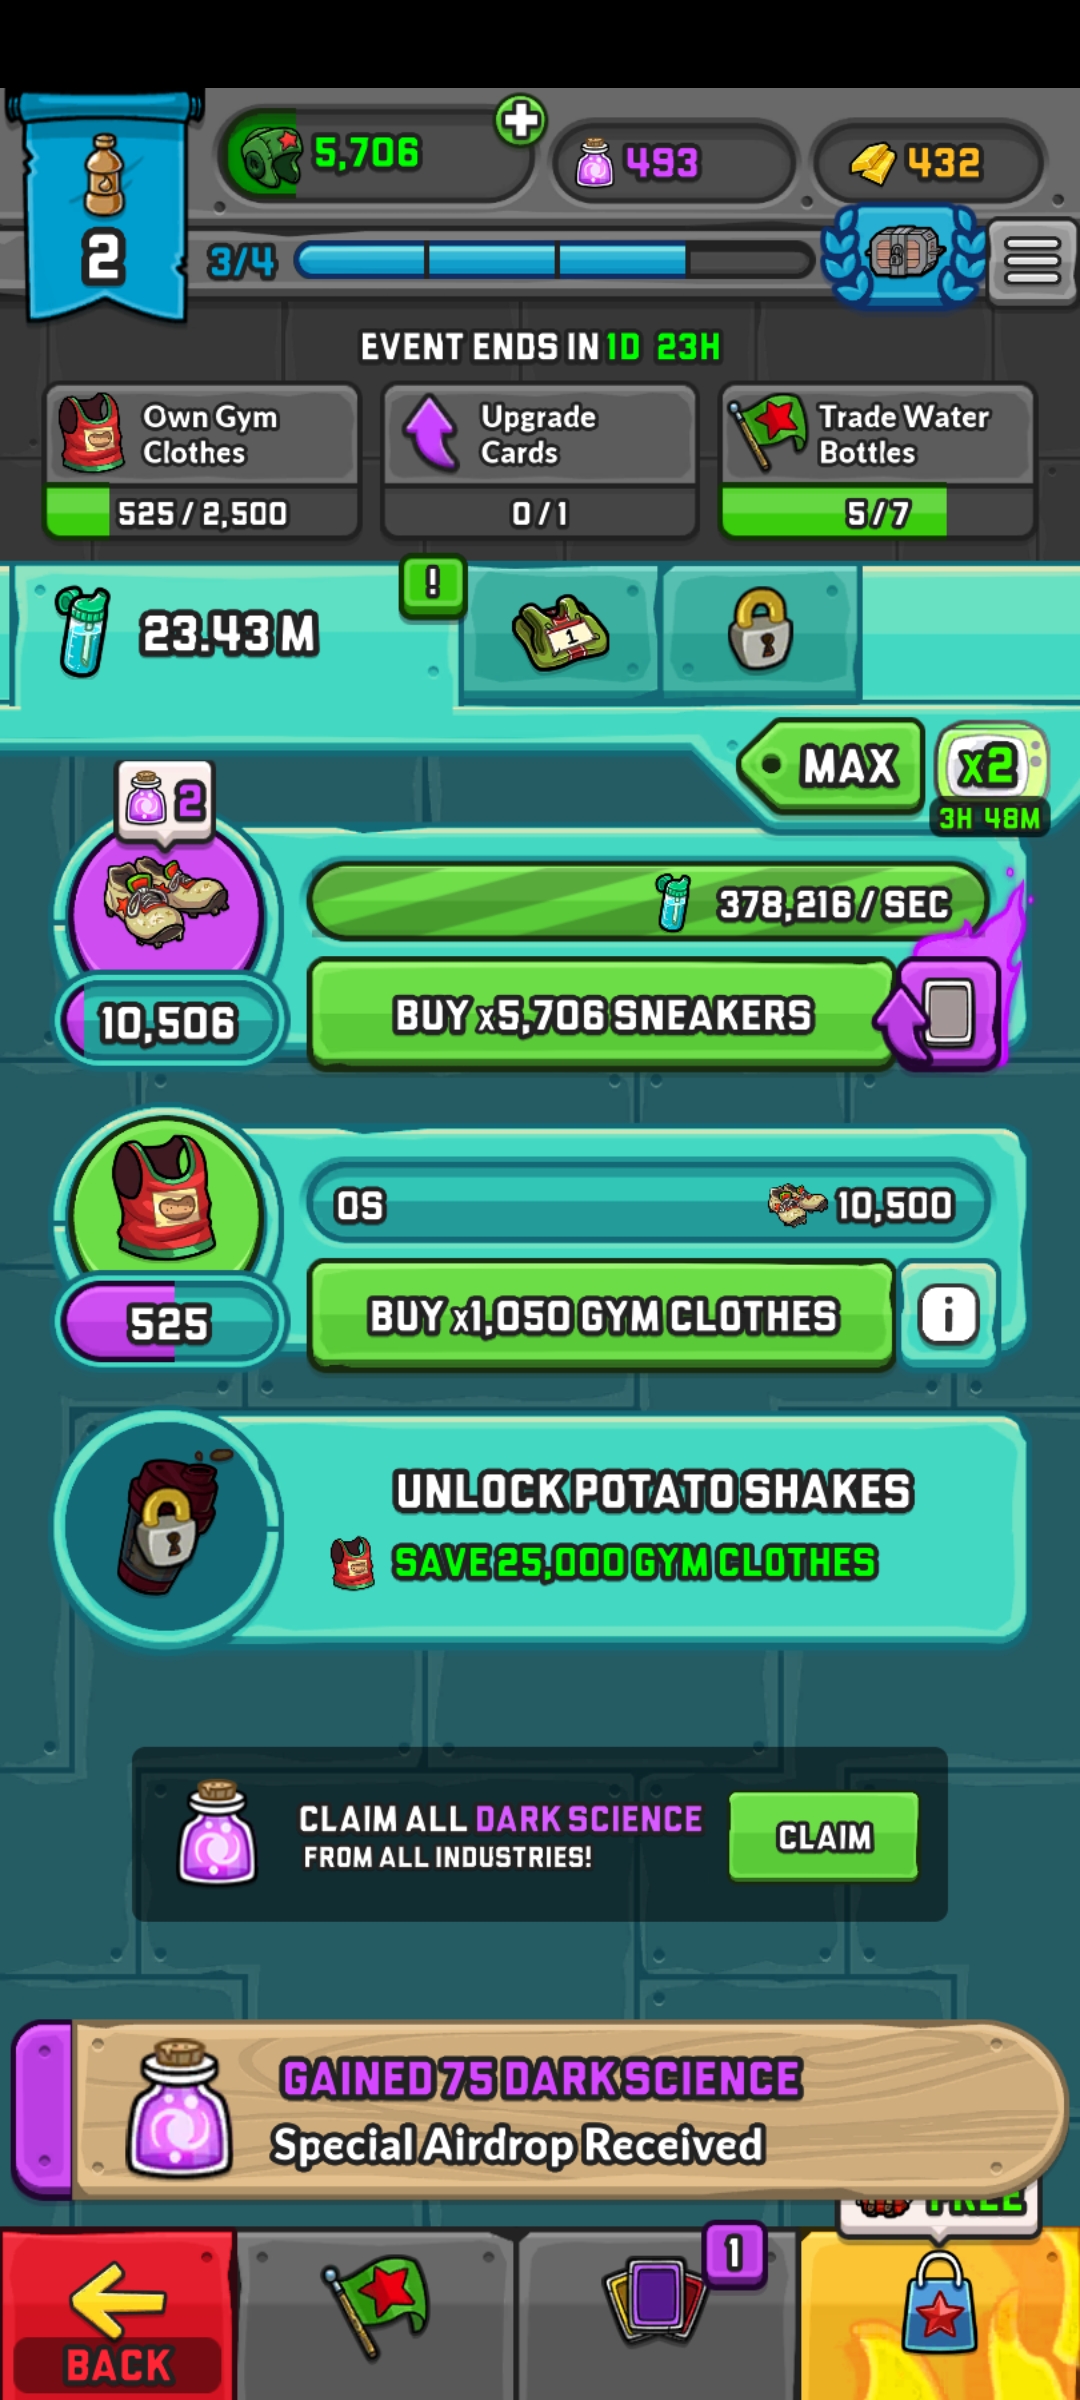 5,706
493
432
2
3/4
EVENT ENDS IN 1D 23H
Own Gym
Clothes
525 / 2,500
Upgrade
Cards
0 / 1
Trade Water
Bottles
5 / 7
23.43 M
!
1
MAX
x2
3H 48M
2
378,216 / SEC
10,506
BUY x5,706 SNEAKERS
0S
10,500
525
BUY x1,050 GYM CLOTHES
i
UNLOCK POTATO SHAKES
SAVE 25,000 GYM CLOTHES
CLAIM ALL DARK SCIENCE
FROM ALL INDUSTRIES!
CLAIM
GAINED 75 DARK SCIENCE
Special Airdrop Received
FREE
1
BACK